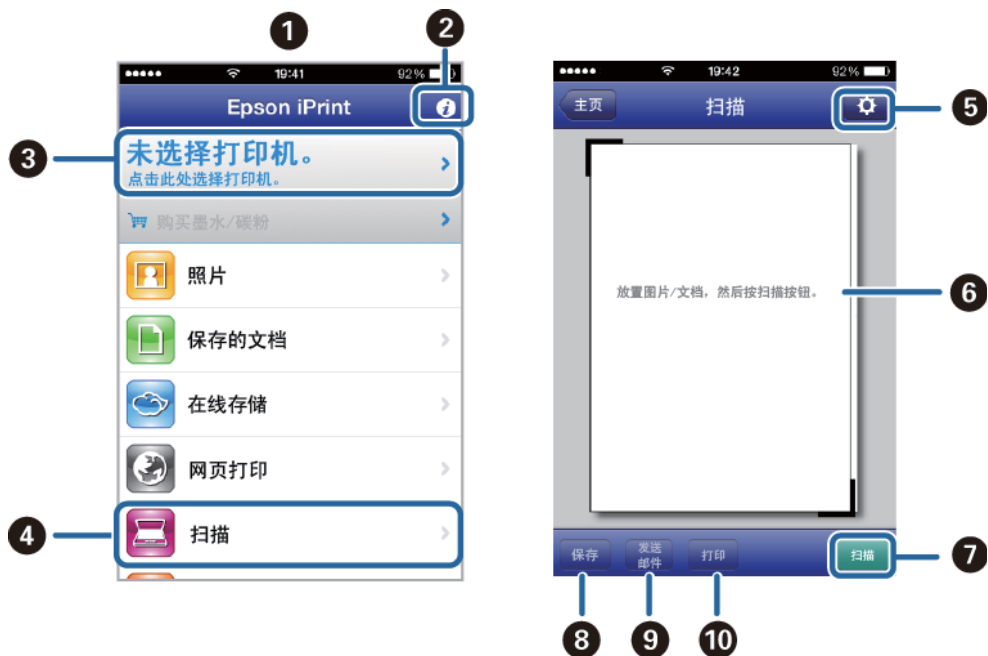 1
2
19:41
92%
Epson iPrint
3
未选择打印机。
点击此处选择打印机。
购买墨水/碳粉
照片
保存的文档
在线存储
网页打印
4
扫描
19:42
92%
主页
扫描
5
放置图片/文档，然后按扫描按钮。
6
保存
发送
邮件
打印
扫描
7
8
9
10